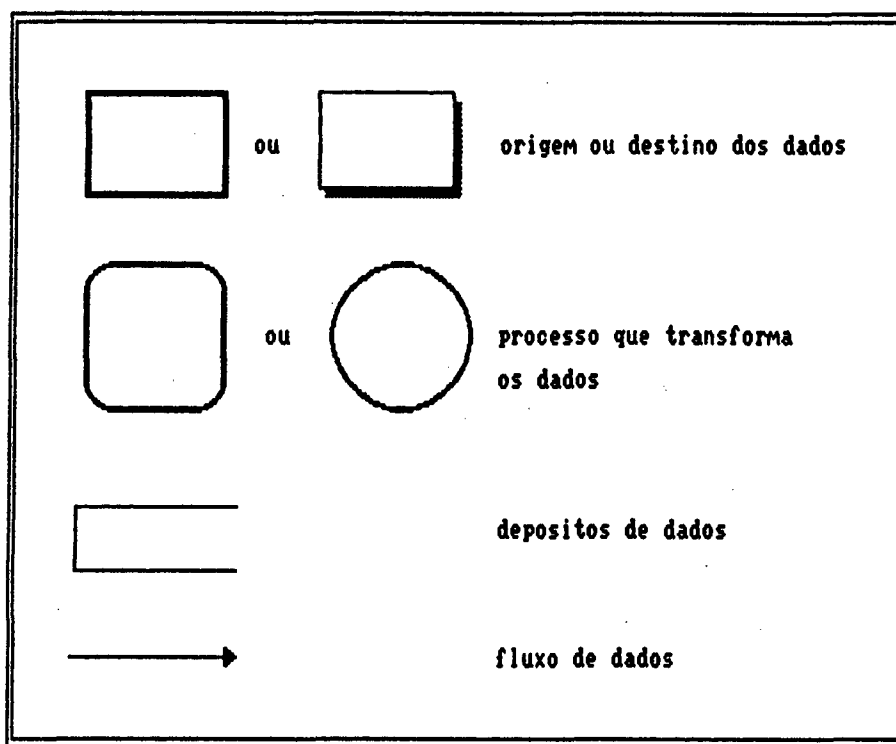 ou origem ou destino dos dados
ou processo que transforma
os dados
depositos de dados
fluxo de dados